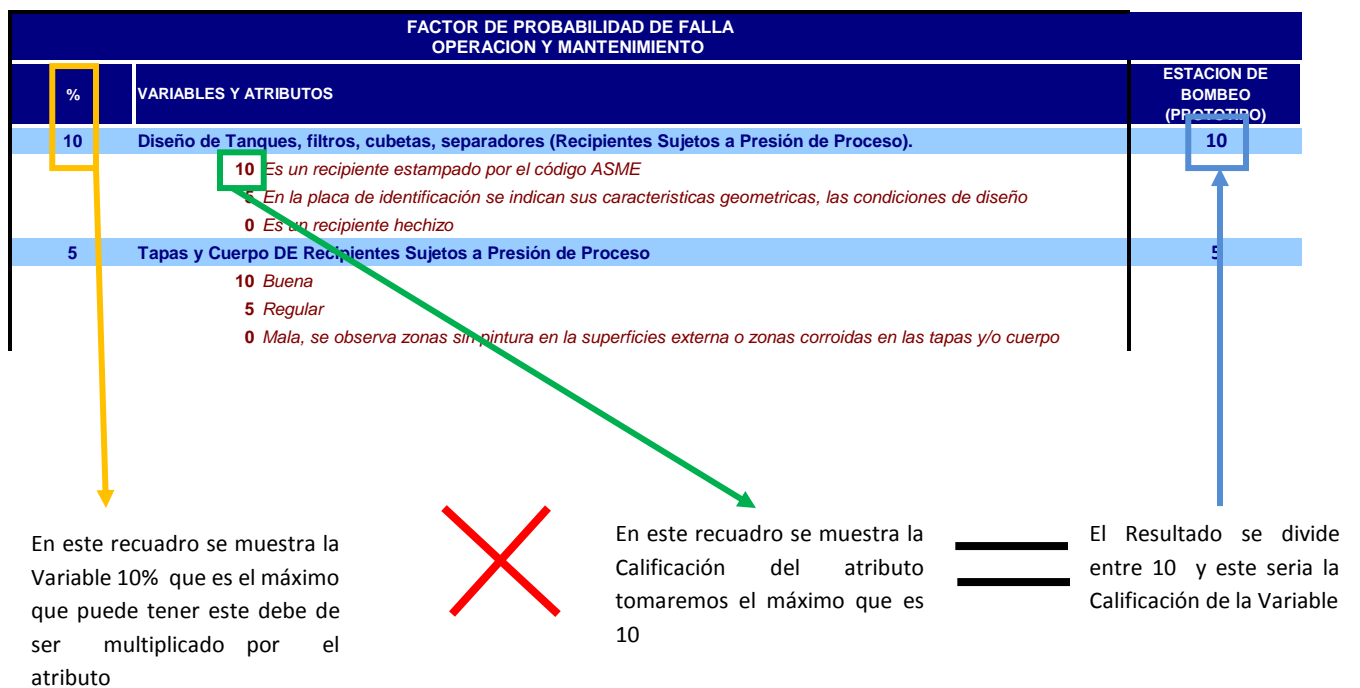 FACTOR DE PROBABILIDAD DE FALLA
OPERACION Y MANTENIMIENTO
% VARIABLES Y ATRIBUTOS ESTACION DE BOMBEO (PROTOTIPO)
10 Diseño de Tanques, filtros, cubetas, separadores (Recipientes Sujetos a Presión de Proceso). 10
10 Es un recipiente estampado por el código ASME
5 En la placa de identificación se indican sus caracteristicas geometricas, las condiciones de diseño
0 Es un recipiente hechizo
5 Tapas y Cuerpo DE Recipientes Sujetos a Presión de Proceso 5
10 Buena
5 Regular
0 Mala, se observa zonas sin pintura en la superficies externa o zonas corroidas en las tapas y/o cuerpo
En este recuadro se muestra la
Variable 10% que es el máximo
que puede tener este debe de
ser multiplicado por el
atributo
En este recuadro se muestra la
Calificación del atributo
tomaremos el máximo que es
10
El Resultado se divide
entre 10 y este seria la
Calificación de la Variable